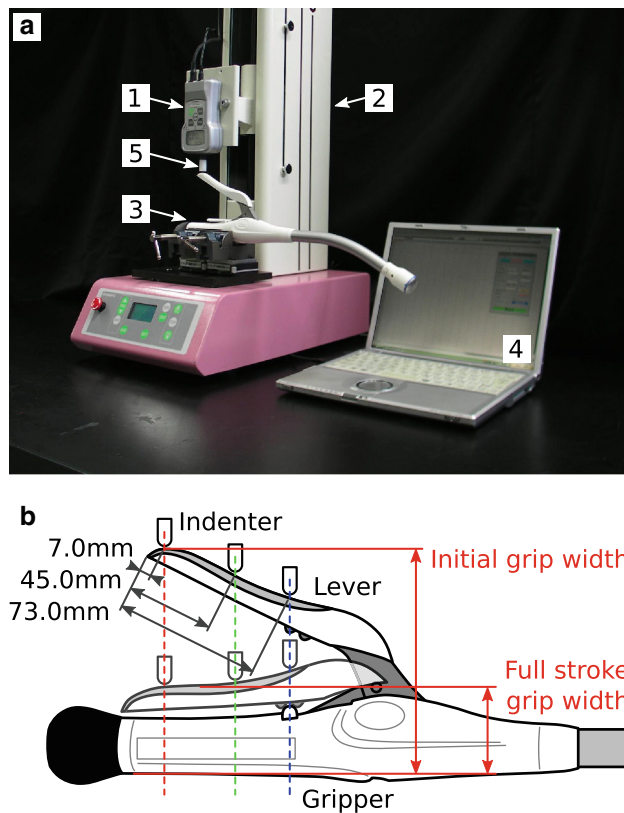 a
1
2
5
3
4
b
Indenter
7.0mm
Initial grip width
45.0mm
Lever
73.0mm
Full stroke
grip width
Gripper